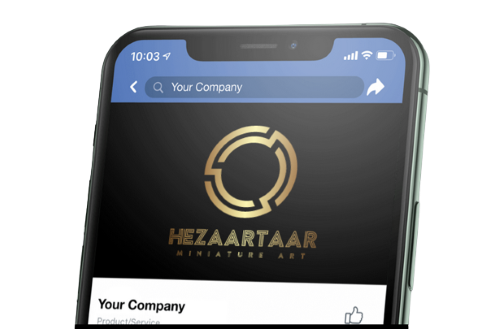 10:03
Your Company
HEZAARTAAR
MINIATURE ART
Your Company
Product/Service